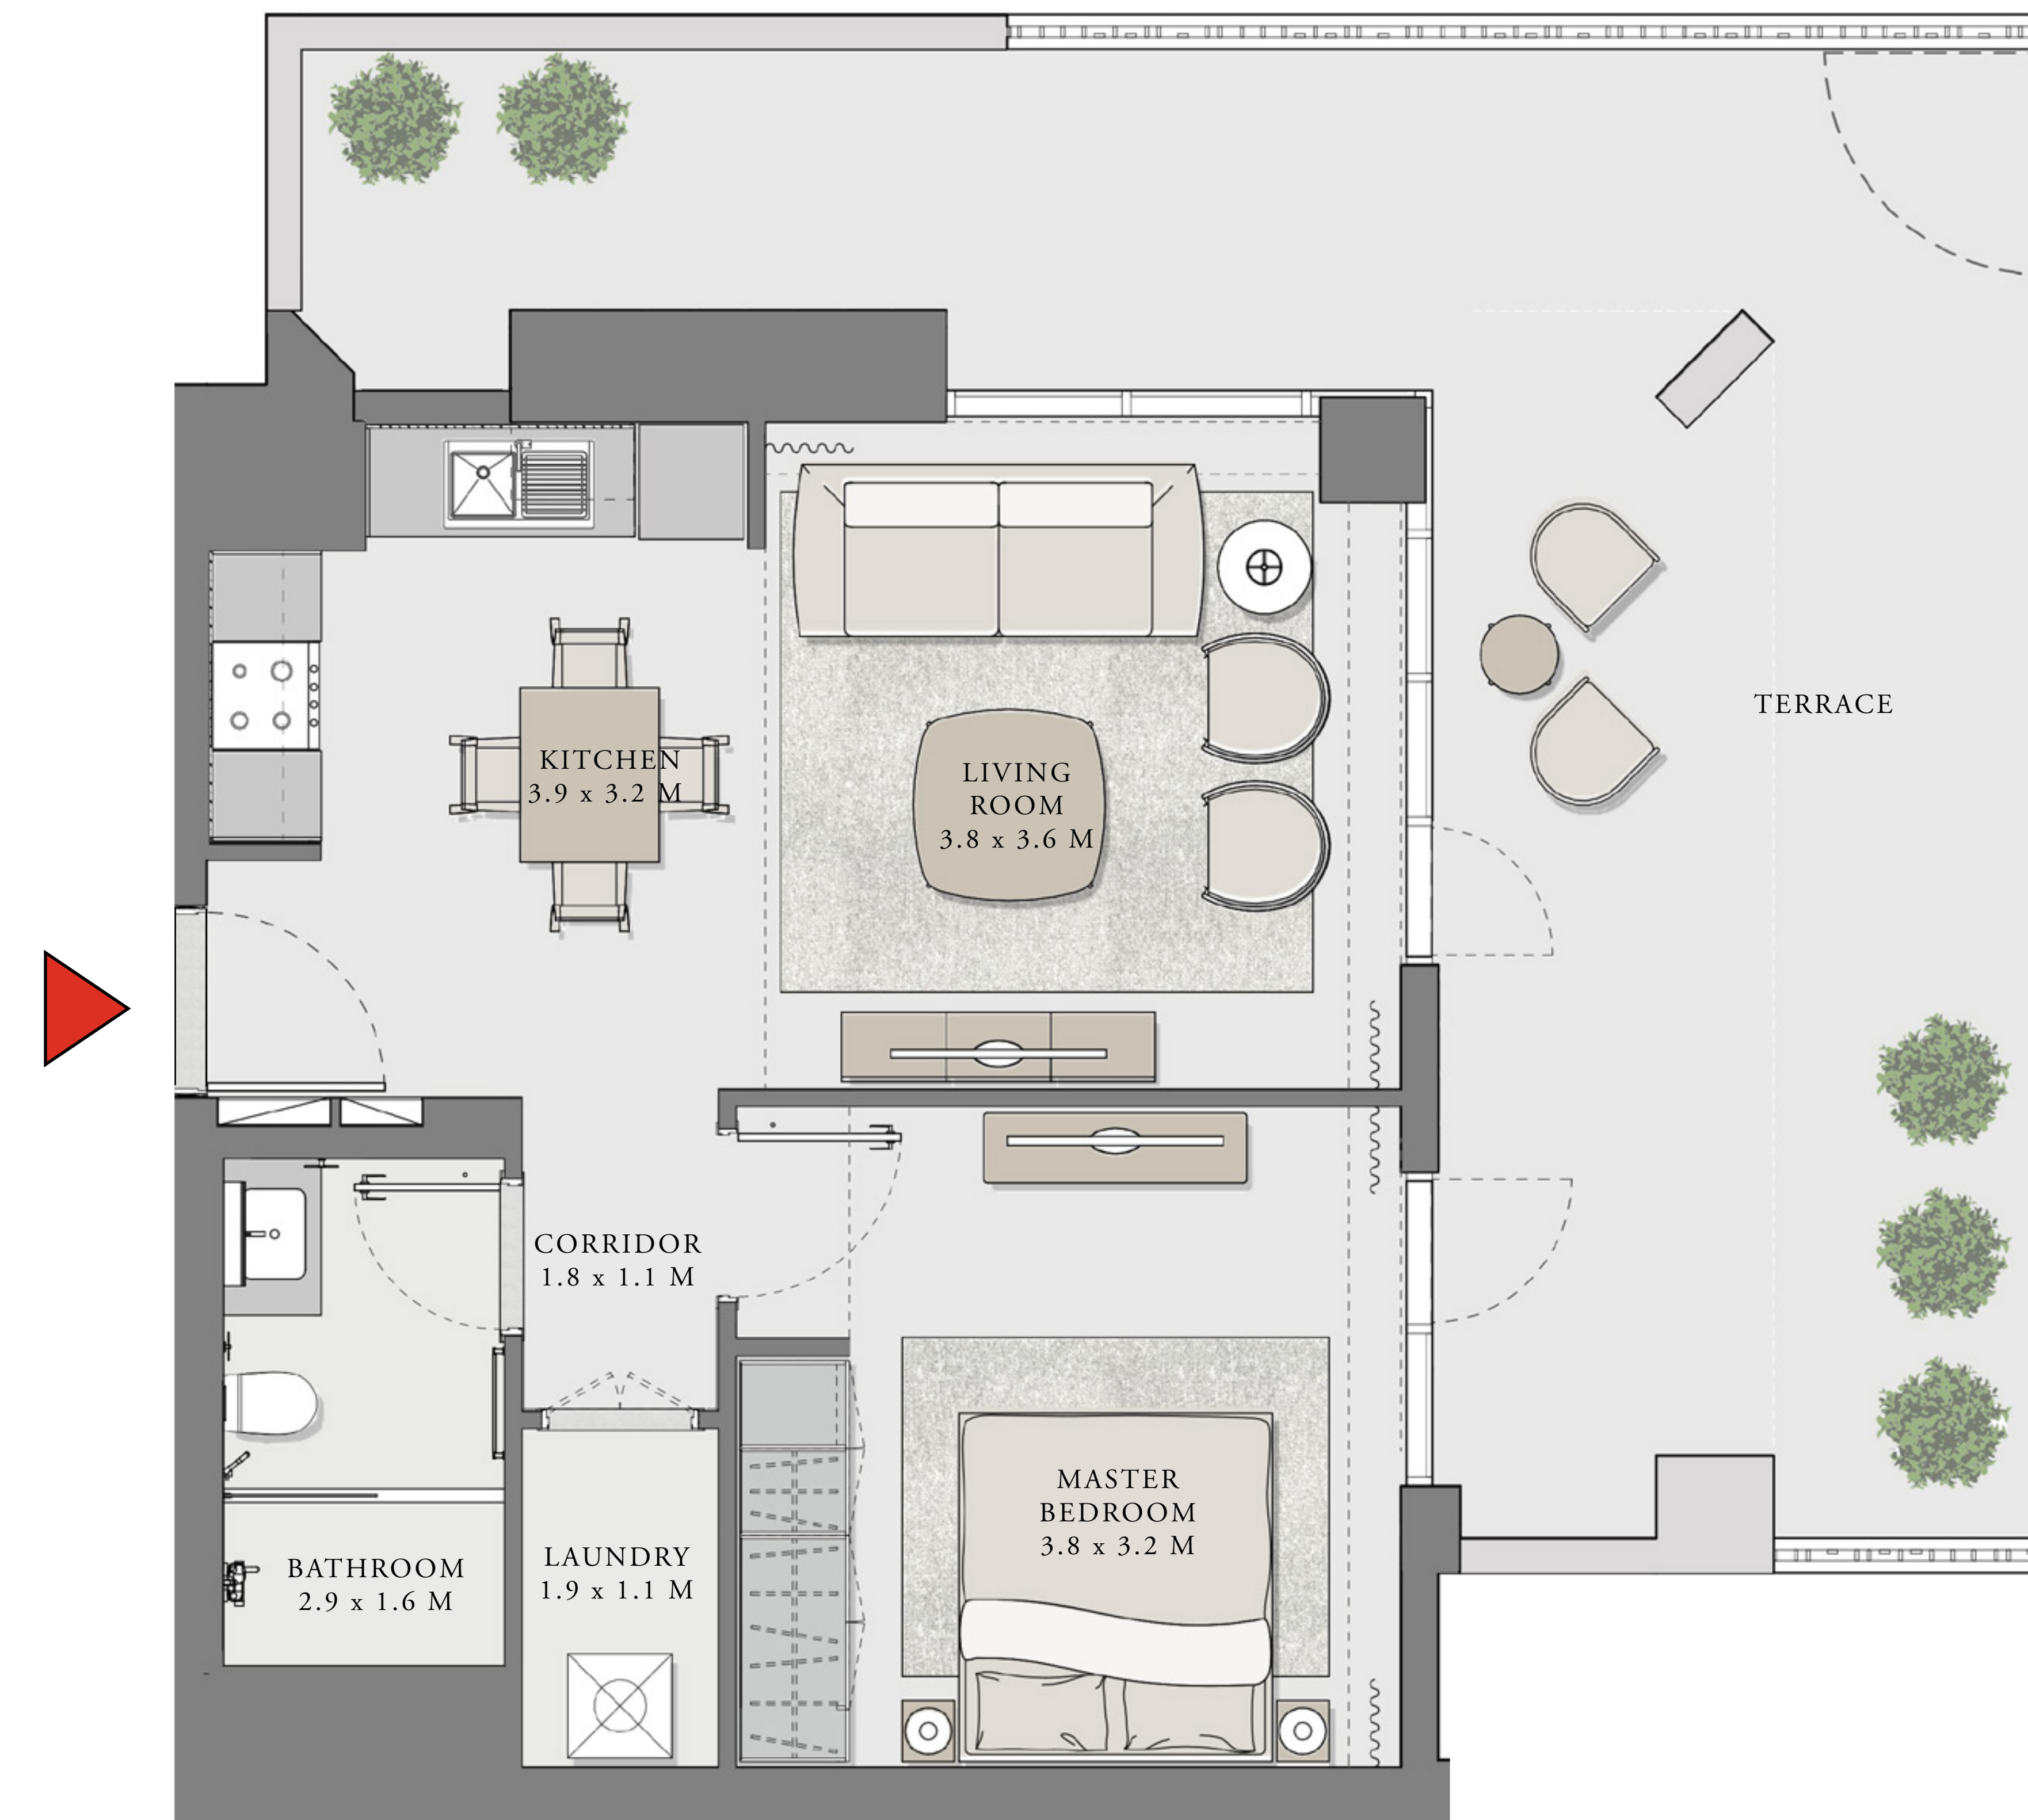 TERRACE
KITCHEN
3.9 x 3.2 M
LIVING
ROOM
3.8 x 3.6 M
CORRIDOR
1.8 x 1.1 M
MASTER
BEDROOM
3.8 x 3.2 M
LAUNDRY
1.9 x 1.1 M
BATHROOM
2.9 x 1.6 M